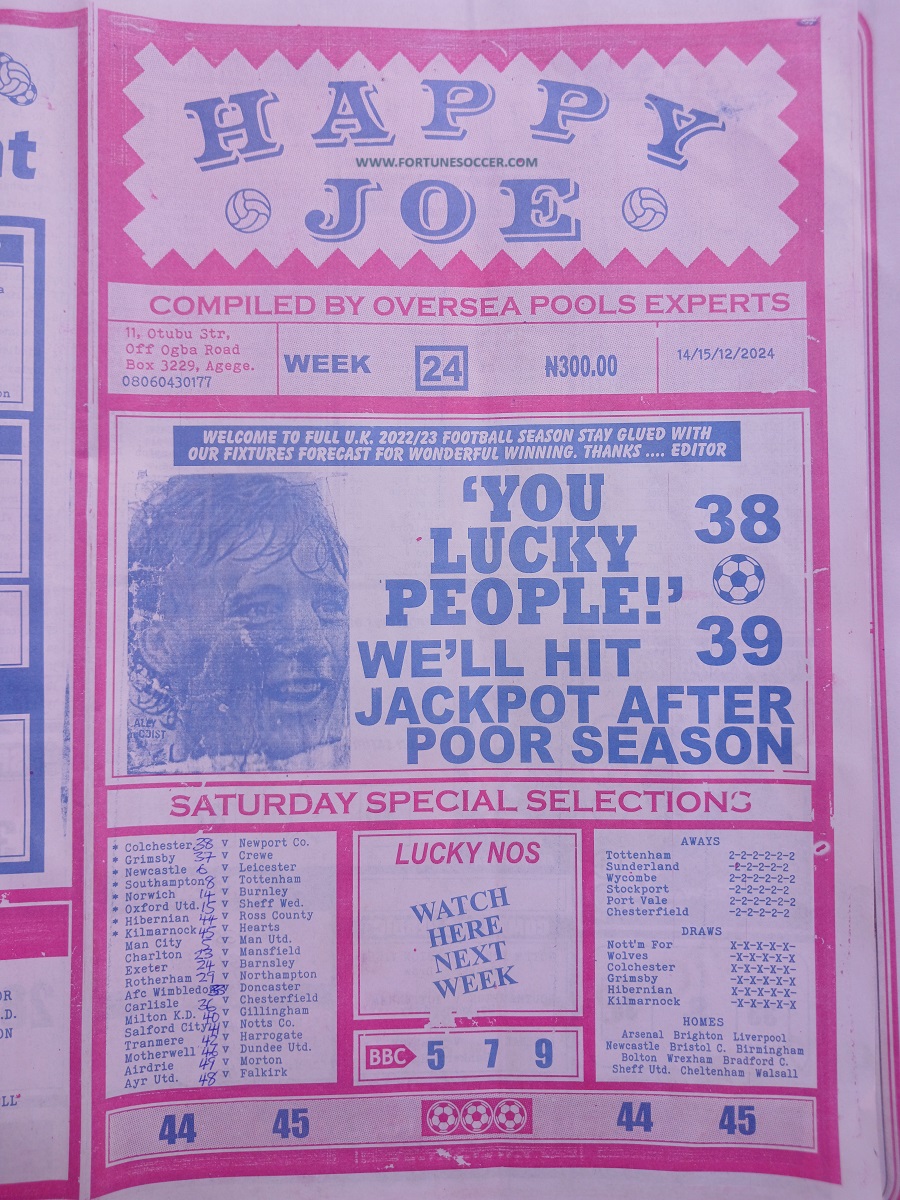 HAPPY
WWW.FORTUNESOCCER.COM
JOE
COMPILED BY OVERSEA POOLS EXPERTS
11, Otubu Str,
Off Ogba Road
Box 3229, Agege.
08060430177
WEEK 24
₦300.00
14/15/12/2024
WELCOME TO FULL U.K. 2022/23 FOOTBALL SEASON STAY GLUED WITH
OUR FIXTURES FORECAST FOR WONDERFUL WINNING. THANKS .... EDITOR
'YOU
LUCKY
PEOPLE!'
38
39
WE'LL HIT
JACKPOT AFTER
POOR SEASON
SATURDAY SPECIAL SELECTIONS
* Colchester 38 v Newport Co.
* Grimsby 37 v Crewe
* Newcastle 6 v Leicester
* Southampton 8 v Tottenham
* Norwich 14 v Burnley
* Oxford Utd. 15 v Sheff Wed.
* Hibernian 44 v Ross County
* Kilmarnock 45 v Hearts
Man City v Man Utd.
Charlton 23 v Mansfield
Exeter 24 v Barnsley
Rotherham 29 v Northampton
Afc Wimbledo 33 Doncaster
Carlisle 36 v Chesterfield
Milton K.D. 40 v Gillingham
Salford City 41 v Notts Co.
Tranmere 42 v Harrogate
Motherwell 46 v Dundee Utd.
Airdrie 47 v Morton
Ayr Utd. 48 v Falkirk
LUCKY NOS
WATCH
HERE
NEXT
WEEK
BBC 5 7 9
AWAYS
Tottenham 2-2-2-2-2-2
Sunderland -2-2-2-2-2
Wycombe 2-2-2-2-2-2
Stockport -2-2-2-2-2
Port Vale 2-2-2-2-2-2
Chesterfield -2-2-2-2-2
DRAWS
Nott'm For X-X-X-X-X-
Wolves -X-X-X-X-X
Colchester X-X-X-X-X-
Grimsby -X-X-X-X-X
Hibernian X-X-X-X-X-
Kilmarnock -X-X-X-X-X
HOMES
Arsenal Brighton Liverpool
Newcastle Bristol C. Birmingham
Bolton Wrexham Bradford C.
Sheff Utd. Cheltenham Walsall
44 45 44 45